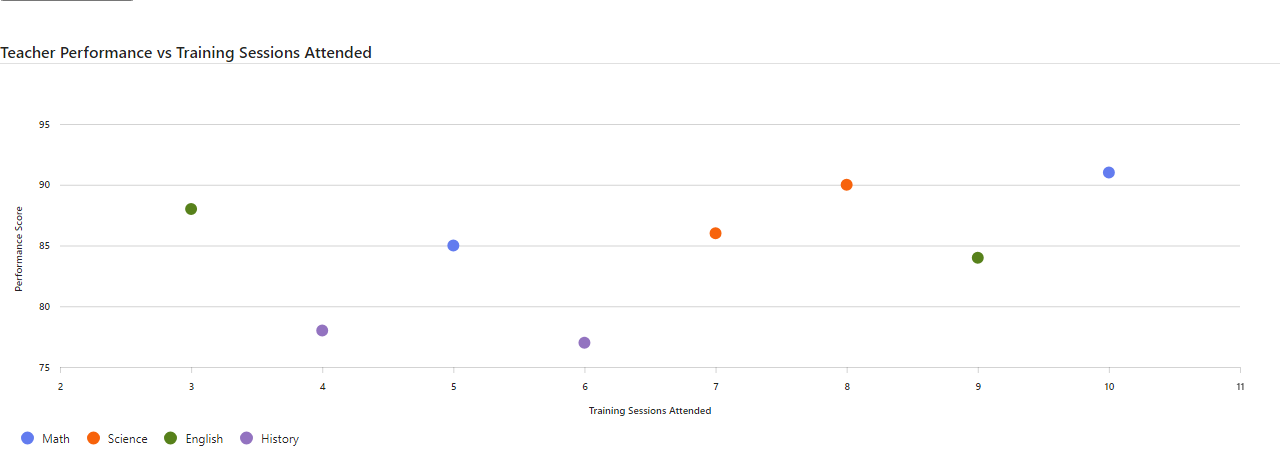 Teacher Performance vs Training Sessions Attended
95
90
85
80
75
Performance Score
2 3 4 5 6 7 8 9 10 11
Training Sessions Attended
Math Science English History